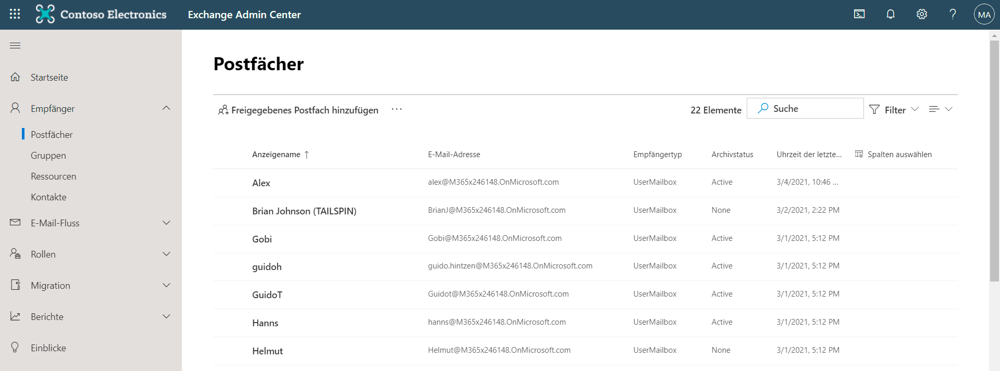 Contoso Electronics
Exchange Admin Center
MA
Startseite
Empfänger
Postfächer
Gruppen
Ressourcen
Kontakte
E-Mail-Fluss
Rollen
Migration
Berichte
Einblicke
Postfächer
Freigegebenes Postfach hinzufügen ··· 22 Elemente Suche Filter
Anzeigename ↑ E-Mail-Adresse Empfängertyp Archivstatus Uhrzeit der letzte... Spalten auswählen
Alex alex@M365x246148.OnMicrosoft.com UserMailbox Active 3/4/2021, 10:46 ...
Brian Johnson (TAILSPIN) BrianJ@M365x246148.OnMicrosoft.com UserMailbox None 3/2/2021, 2:22 PM
Gobi Gobi@M365x246148.OnMicrosoft.com UserMailbox Active 3/1/2021, 5:12 PM
guidoh guido.hintzen@M365x246148.OnMicrosoft.com UserMailbox Active 3/1/2021, 5:12 PM
GuidoT Guidot@M365x246148.OnMicrosoft.com UserMailbox Active 3/1/2021, 5:12 PM
Hanns hanns@M365x246148.OnMicrosoft.com UserMailbox Active 3/1/2021, 5:12 PM
Helmut Helmut@M365x246148.OnMicrosoft.com UserMailbox None 3/1/2021, 5:12 PM